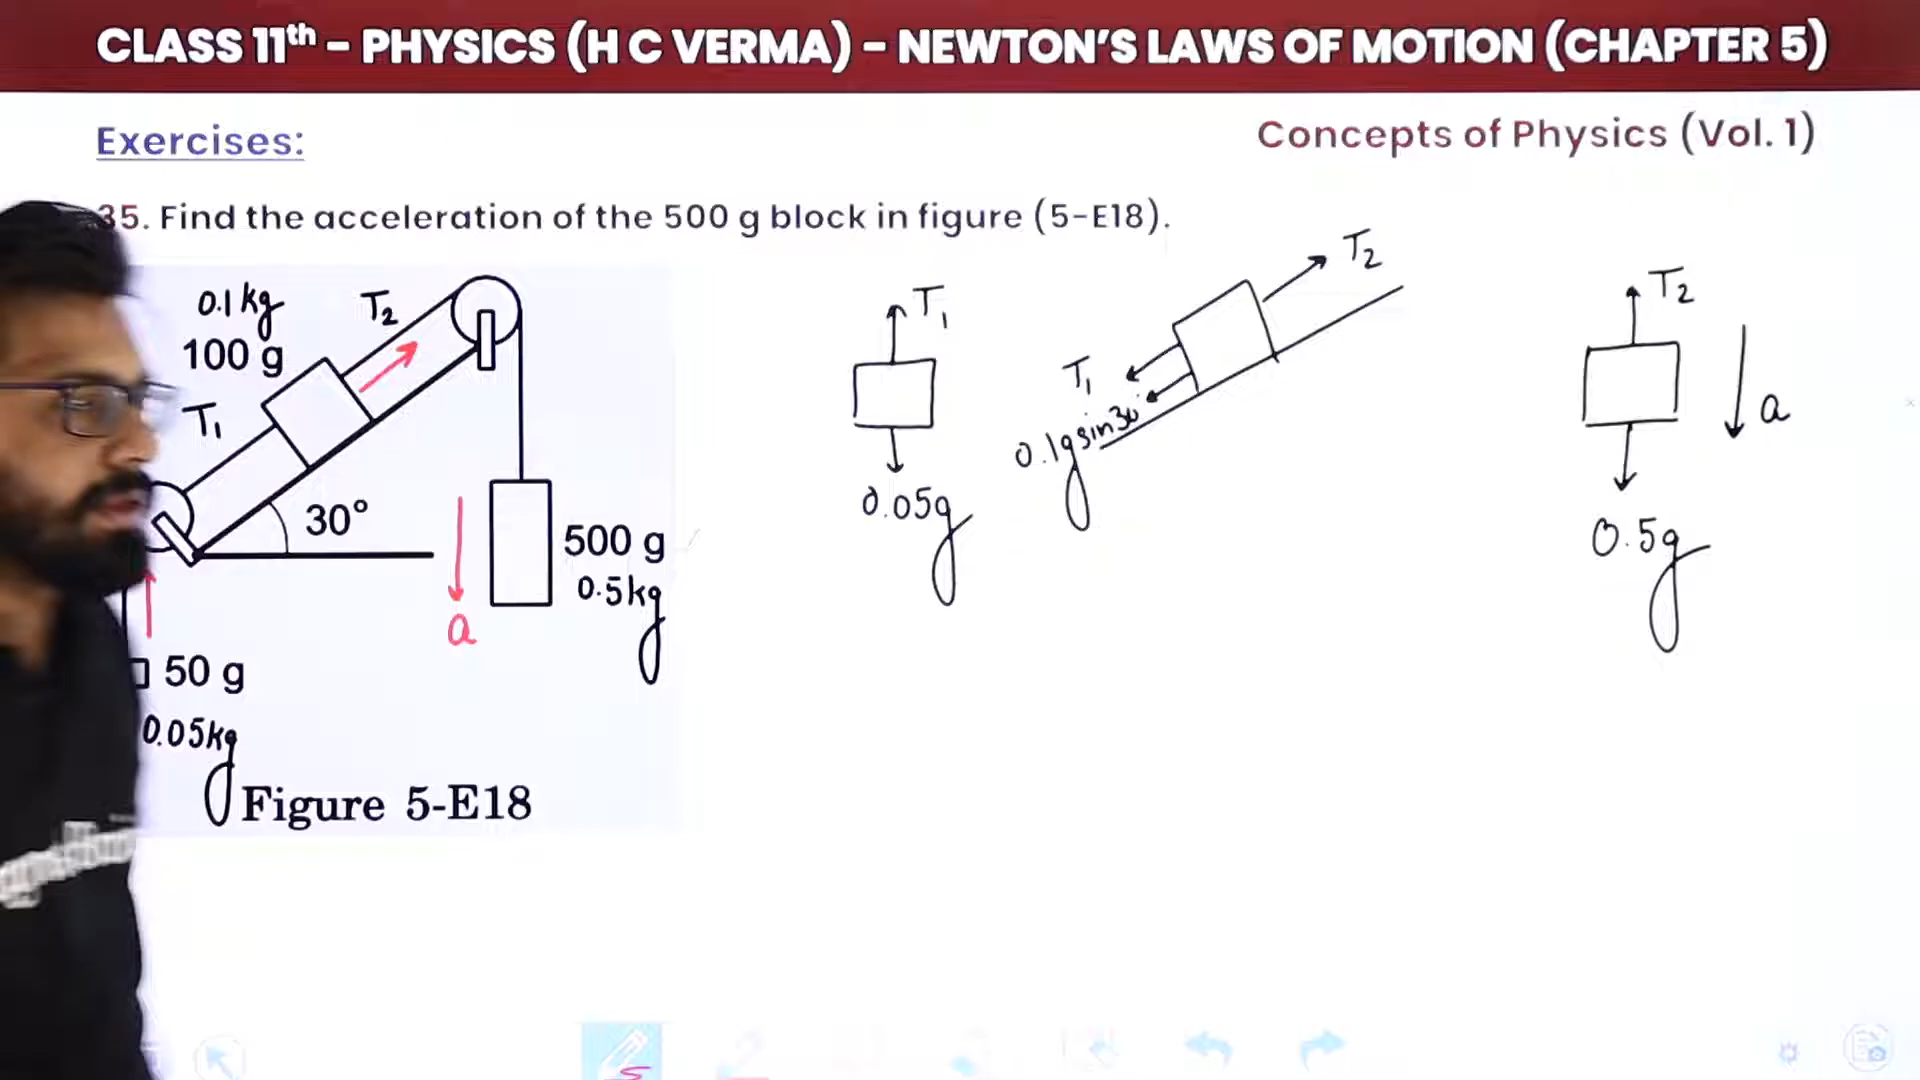 CLASS 11th – PHYSICS (H C VERMA) – NEWTON'S LAWS OF MOTION (CHAPTER 5)
Exercises:
Concepts of Physics (Vol. 1)
35. Find the acceleration of the 500 g block in figure (5-E18).
0.1kg
100 g
T2
T1
30°
500 g
0.5kg
a
50 g
0.05kg
Figure 5-E18
T1
0.05g
T2
T1
0.1g sin30°
T2
a
0.5g